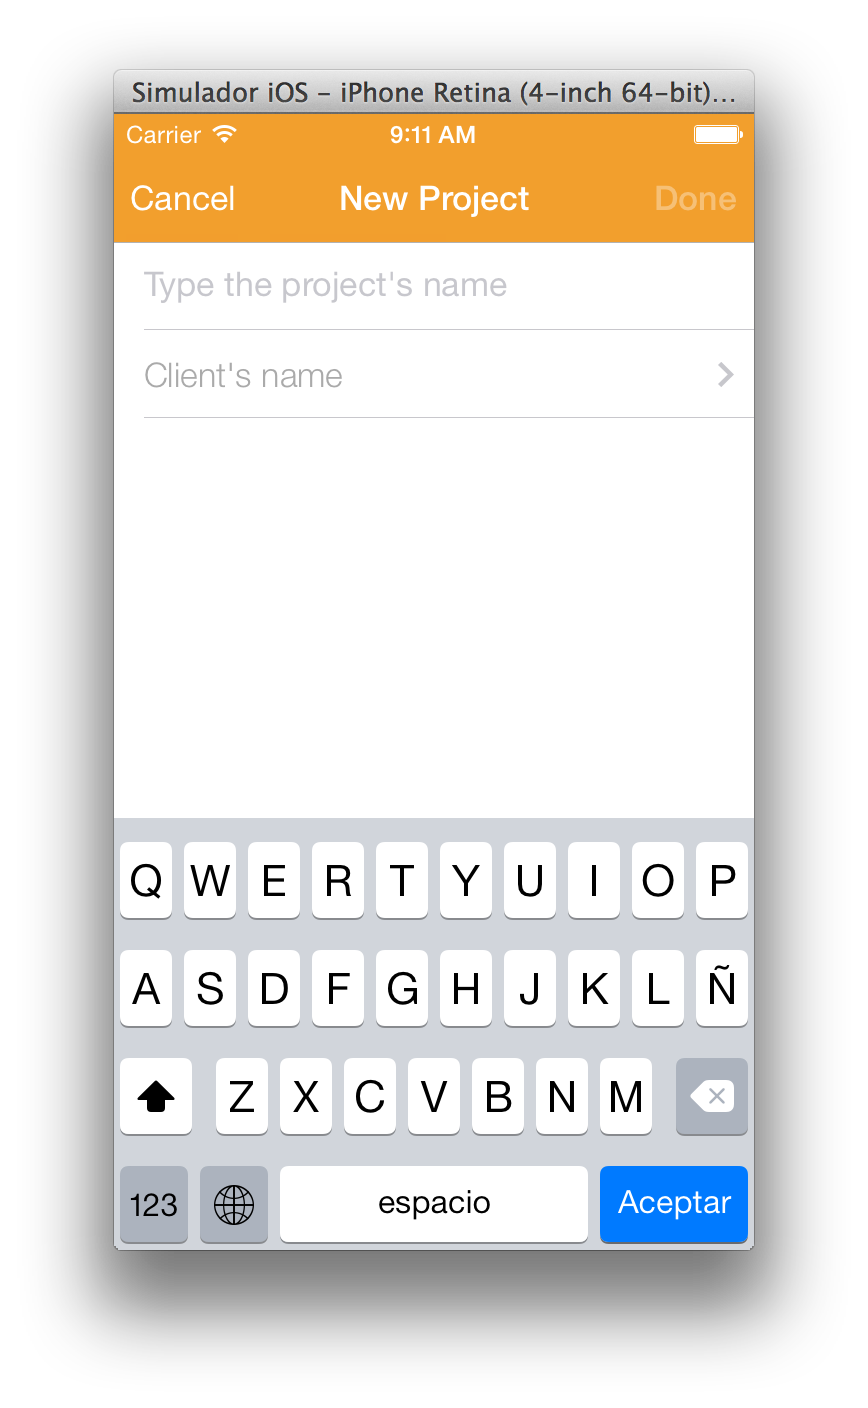 Simulador iOS – iPhone Retina (4–inch 64–bit)...
Carrier 9:11 AM
Cancel New Project Done
Type the project's name
Client's name
Q W E R T Y U I O P
A S D F G H J K L Ñ
Z X C V B N M
123 espacio Aceptar